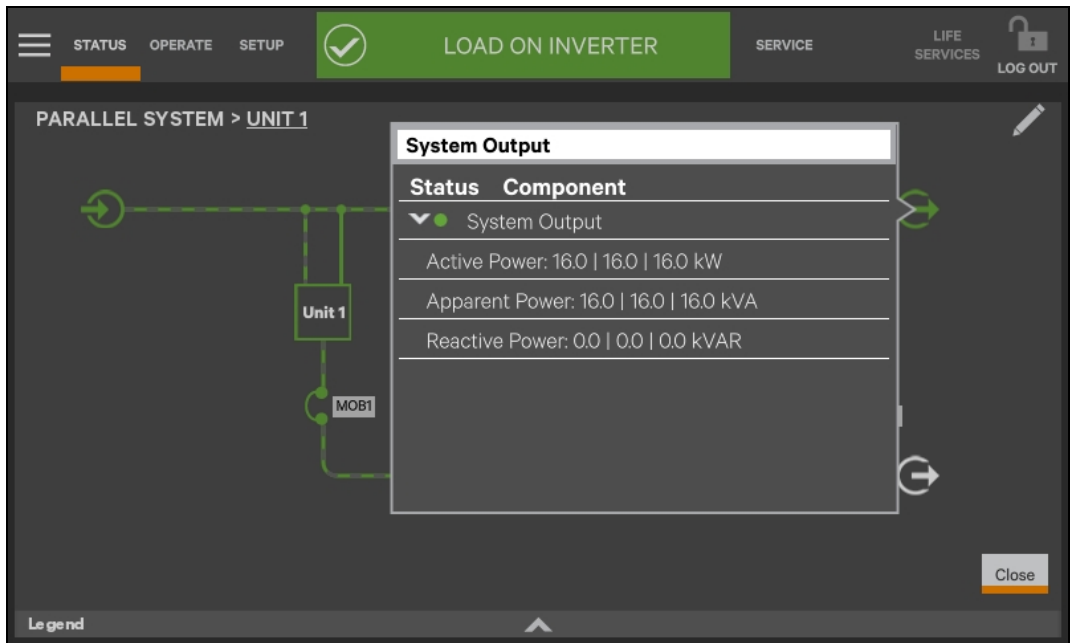 STATUS OPERATE SETUP LOAD ON INVERTER SERVICE LIFE SERVICES LOG OUT
PARALLEL SYSTEM > UNIT 1
System Output
Status Component
System Output
Active Power: 16.0 | 16.0 | 16.0 kW
Apparent Power: 16.0 | 16.0 | 16.0 kVA
Reactive Power: 0.0 | 0.0 | 0.0 kVAR
Unit 1
MOB1
Close
Legend